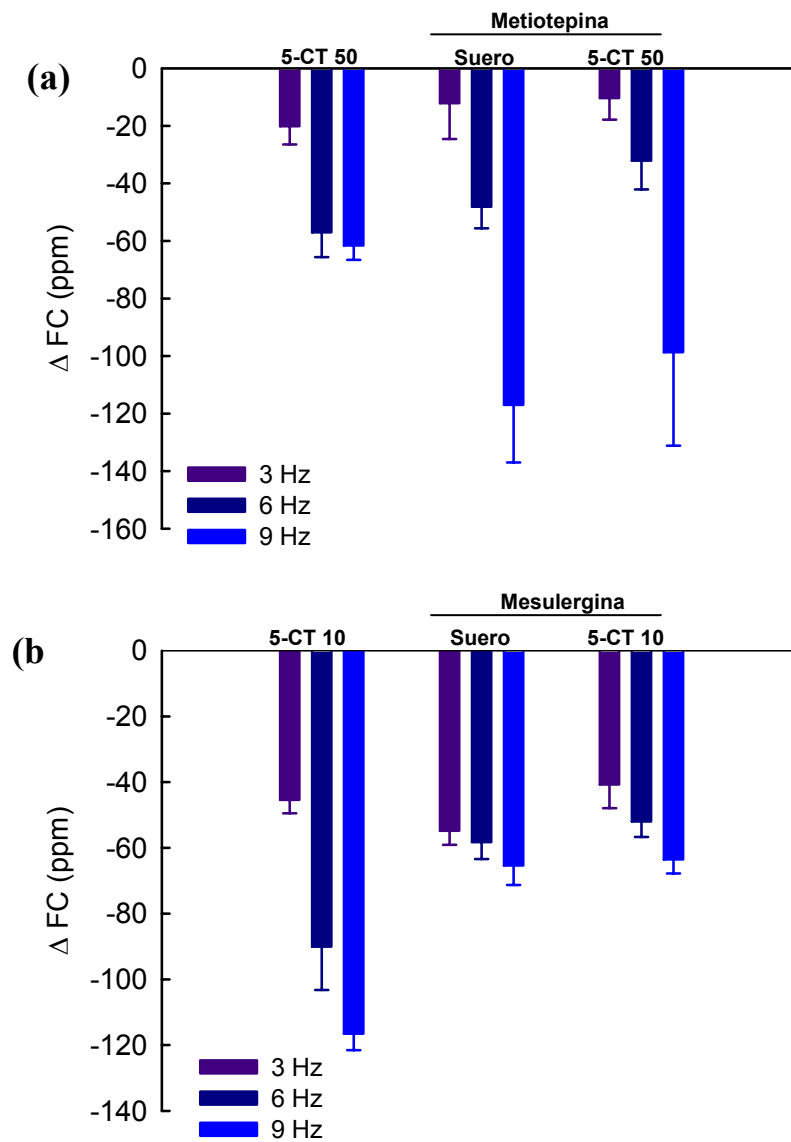 Metiotepina
(a)
5-CT 50 Suero 5-CT 50
0
-20
-40
-60
-80
-100
-120
-140
-160
Δ FC (ppm)
3 Hz
6 Hz
9 Hz
Mesulergina
(b)
5-CT 10 Suero 5-CT 10
0
-20
-40
-60
-80
-100
-120
-140
Δ FC (ppm)
3 Hz
6 Hz
9 Hz